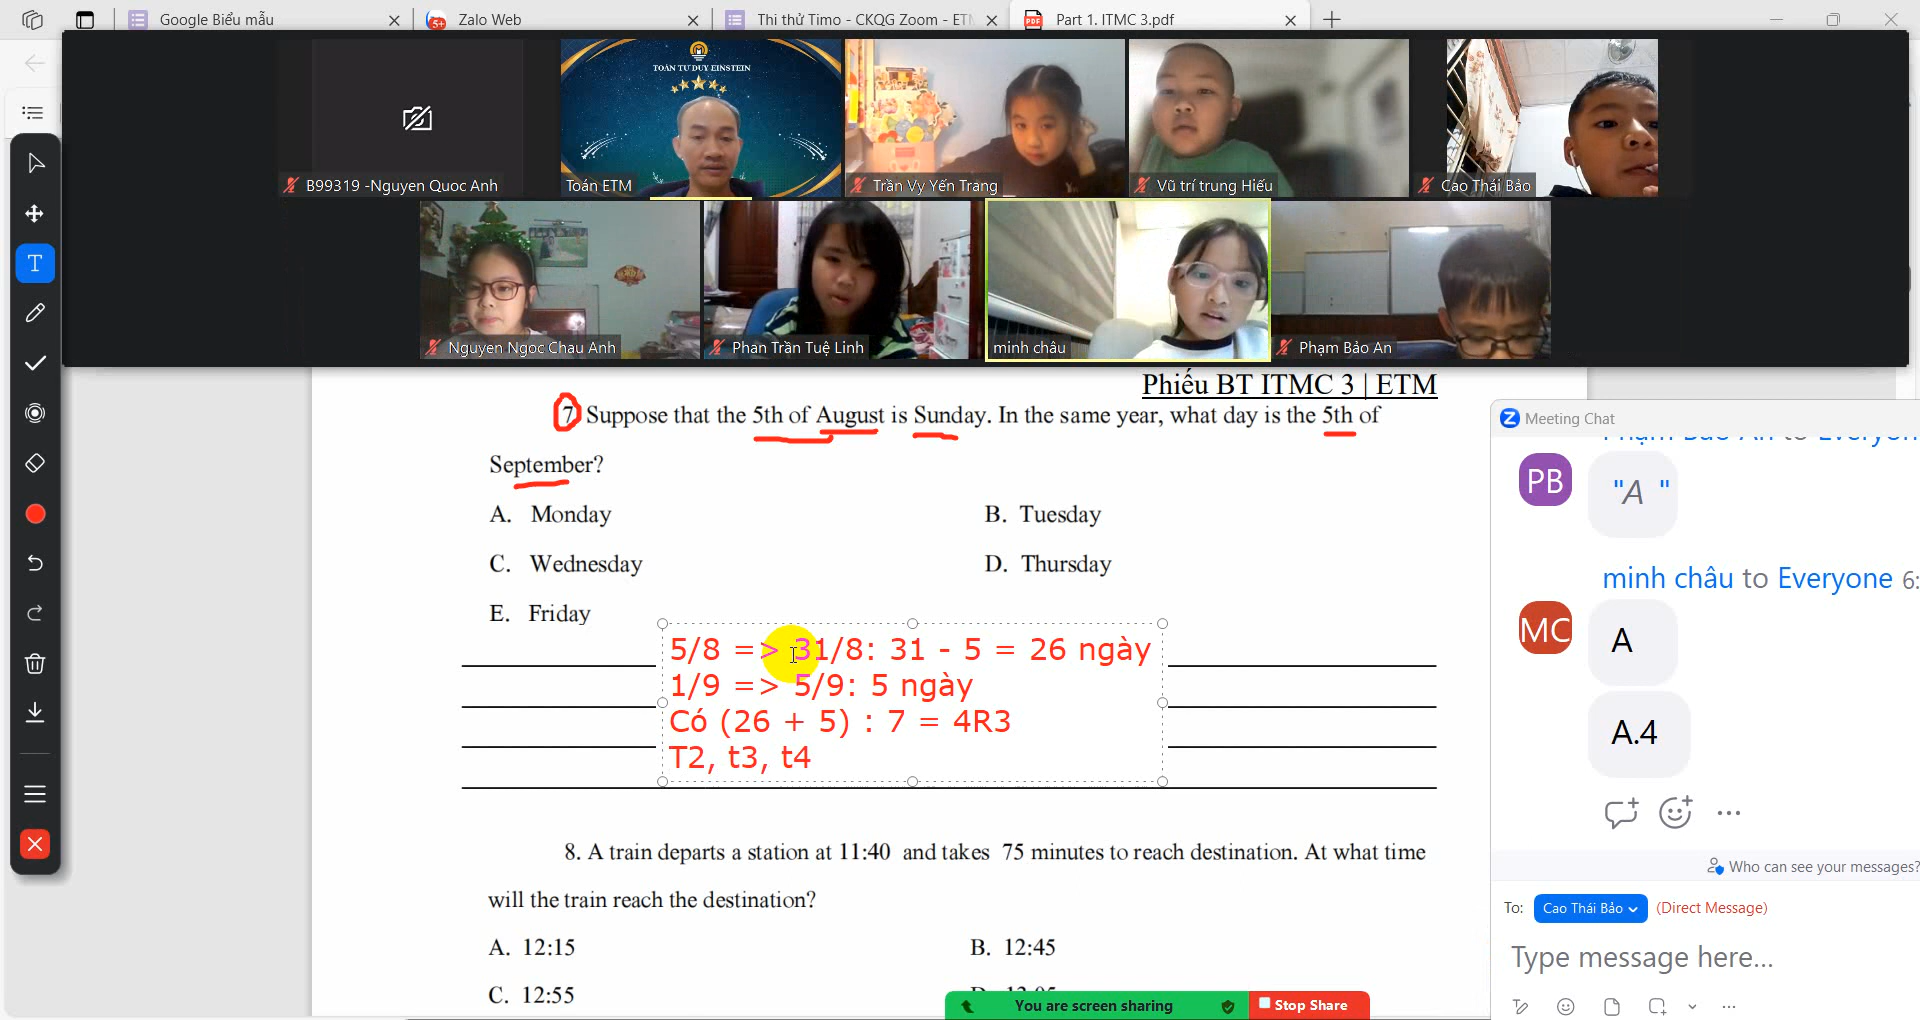 Google Biểu mẫu
Zalo Web
5+
Thi thử Timo - CKQG Zoom - ETM
PDF
Part 1. ITMC 3.pdf
TOÁN TƯ DUY EINSTEIN
B99319 -Nguyen Quoc Anh
Toán ETM
Trần Vy Yến Trang
Vũ trí trung Hiếu
Cao Thái Bảo
Nguyen Ngoc Chau Anh
Phan Trần Tuệ Linh
minh châu
Phạm Bảo An
T
Phiếu BT ITMC 3 | ETM
7. Suppose that the 5th of August is Sunday. In the same year, what day is the 5th of
September?
A. Monday
B. Tuesday
C. Wednesday
D. Thursday
E. Friday
5/8 => 31/8: 31 - 5 = 26 ngày
1/9 => 5/9: 5 ngày
Có (26 + 5) : 7 = 4R3
T2, t3, t4
8. A train departs a station at 11:40 and takes 75 minutes to reach destination. At what time
will the train reach the destination?
A. 12:15
B. 12:45
C. 12:55
You are screen sharing
Stop Share
Meeting Chat
Phạm Bảo An to Everyone
PB
"A "
minh châu to Everyone 6:
MC
A
A.4
Who can see your messages?
To: Cao Thái Bảo (Direct Message)
Type message here...